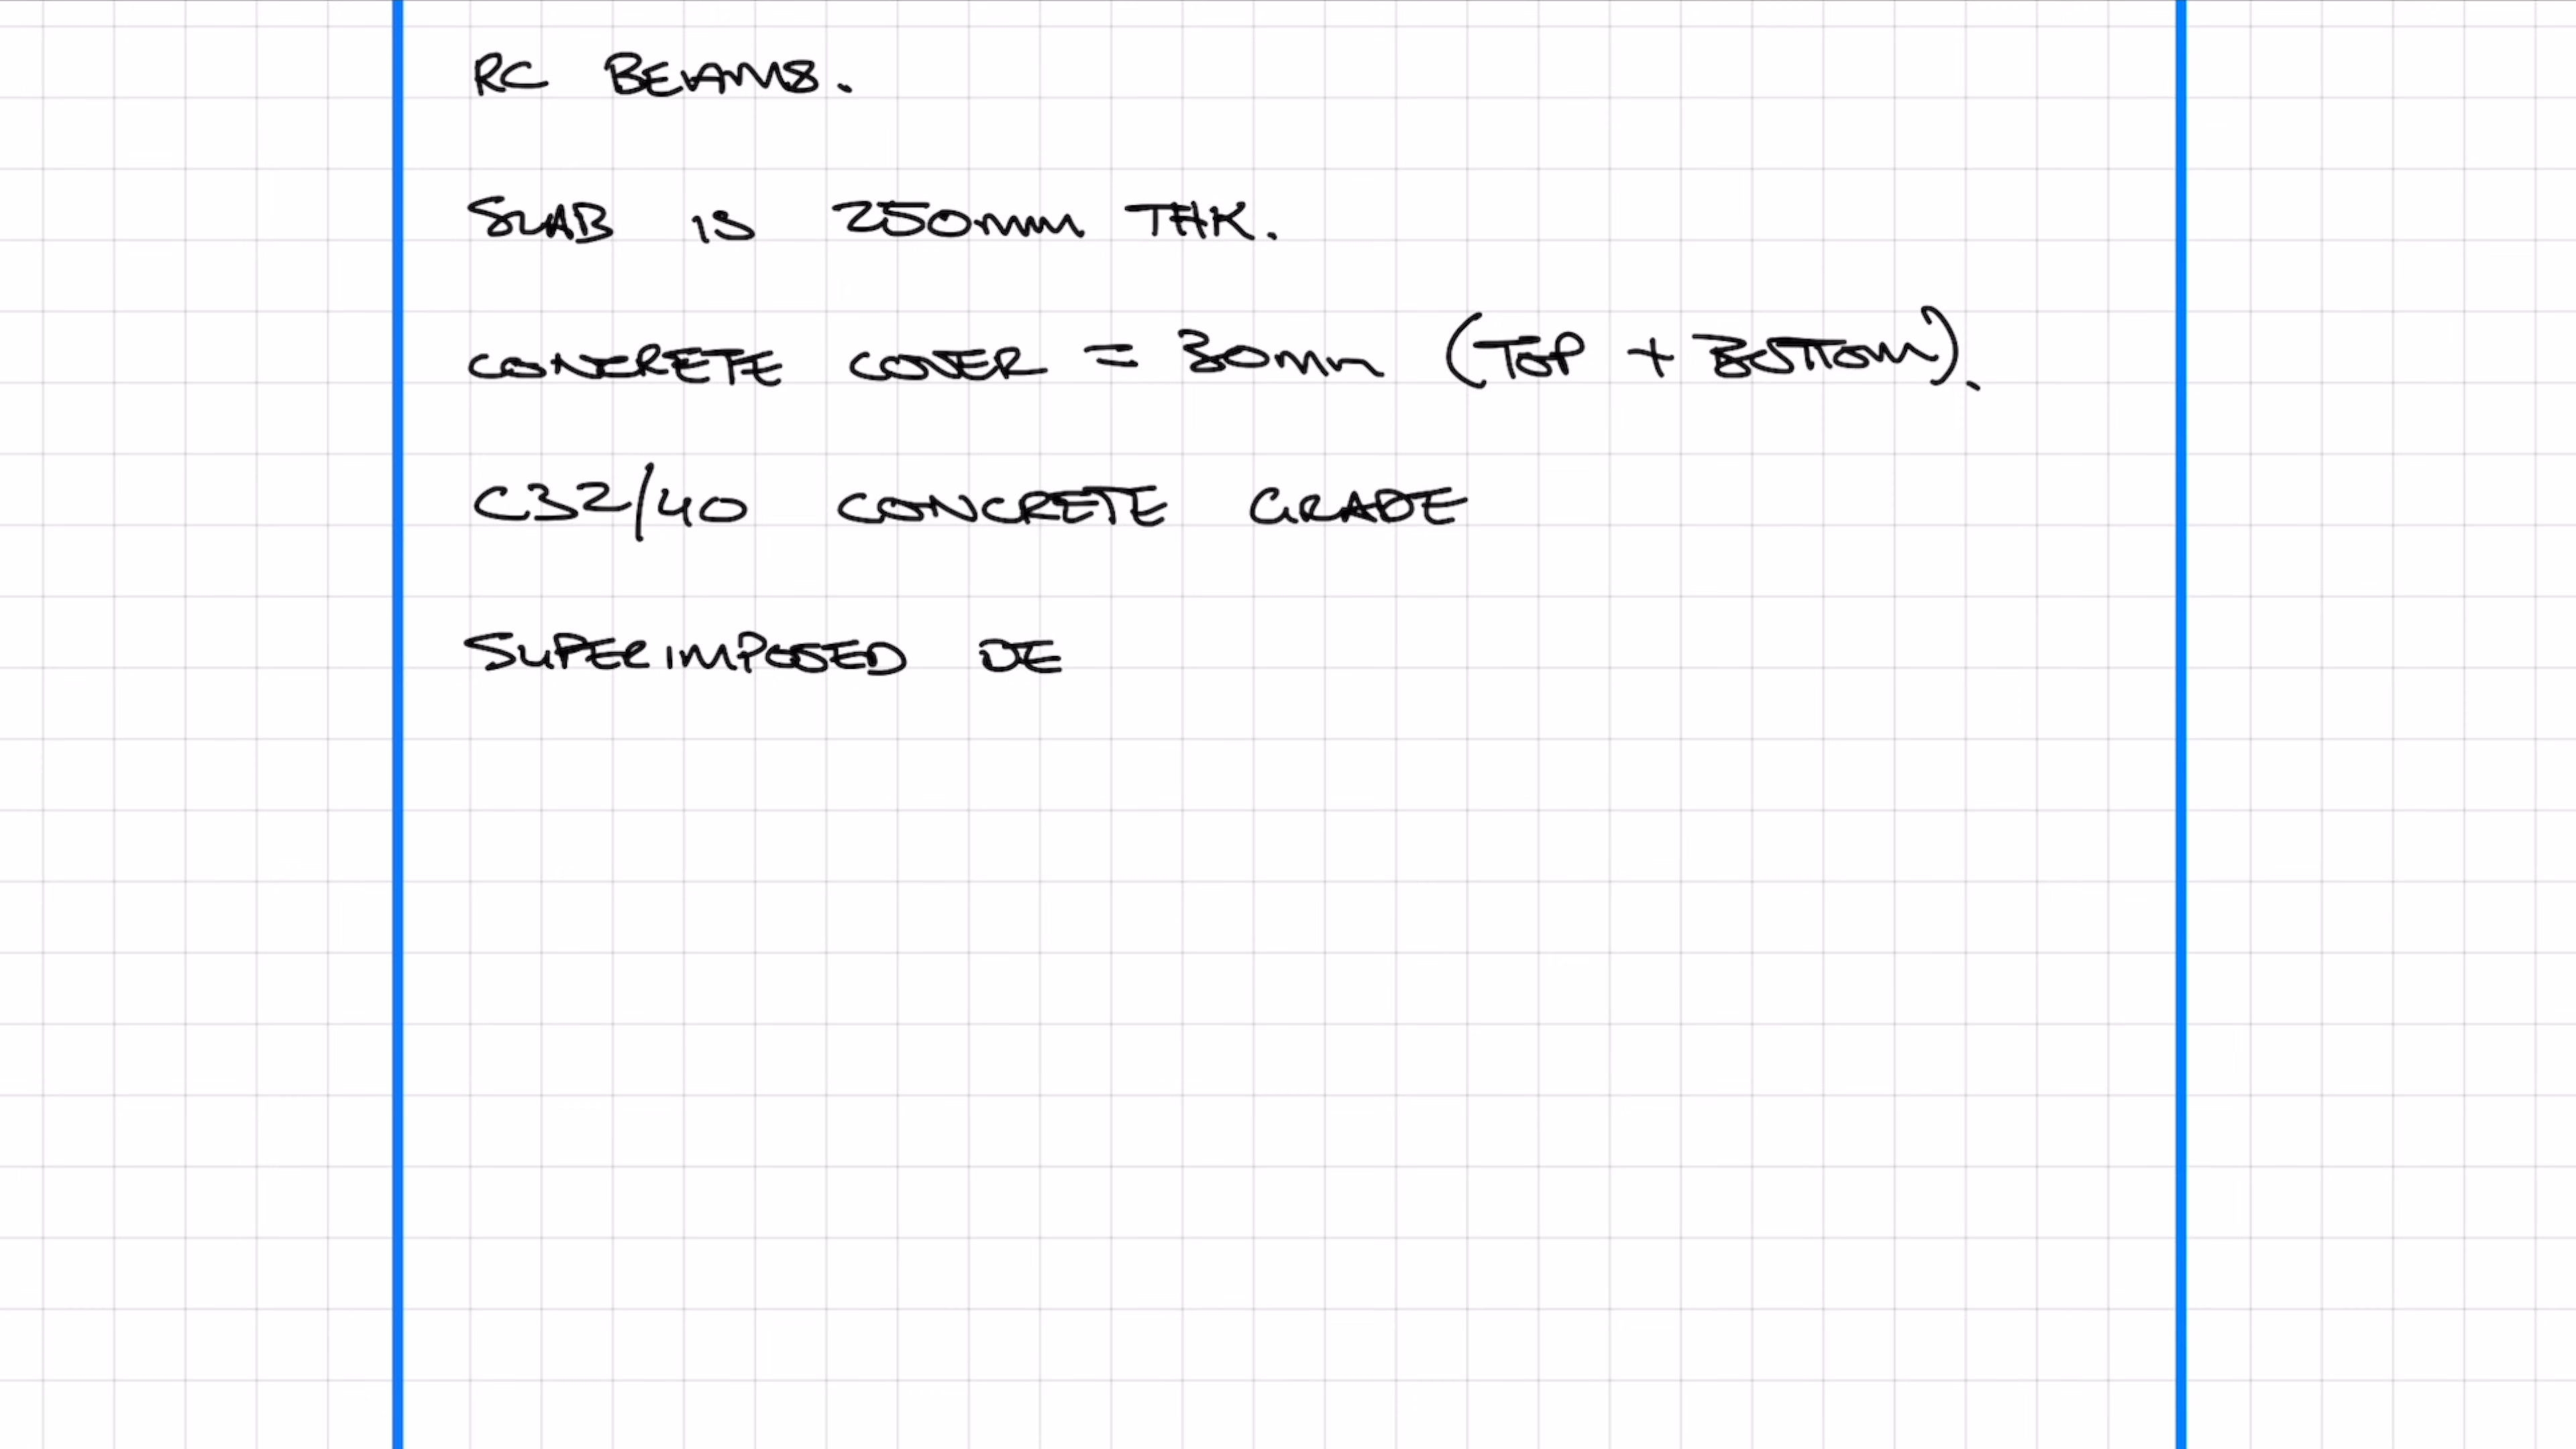 RC BEAMS.
SLAB IS 250mm THK.
CONCRETE COVER = 30mm (TOP + BOTTOM).
C32/40 CONCRETE GRADE
SUPERIMPOSED DE